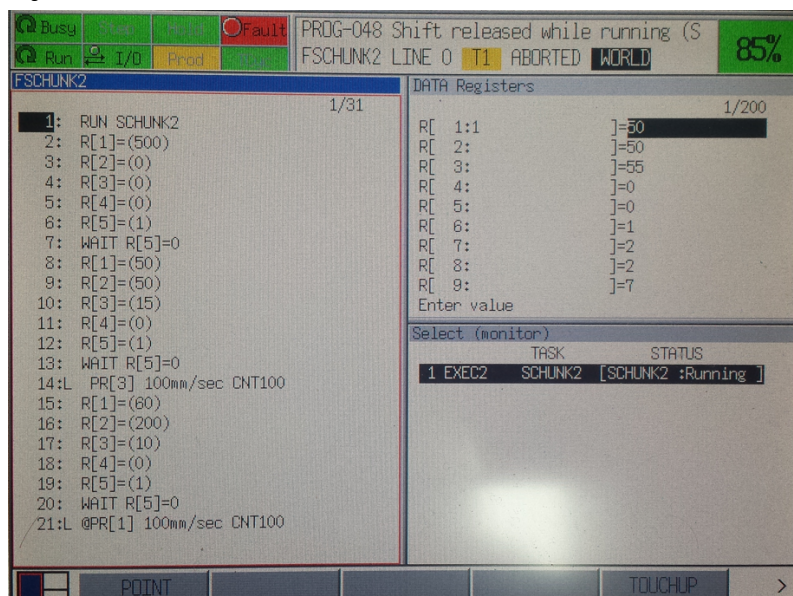 Busy
Fault
PROG-048 Shift released while running (S
Run I/O Prod
FSCHUNK2 LINE 0 T1 ABORTED WORLD
85%
FSCHUNK2
1/31
1: RUN SCHUNK2
2: R[1]=(500)
3: R[2]=(0)
4: R[3]=(0)
5: R[4]=(0)
6: R[5]=(1)
7: WAIT R[5]=0
8: R[1]=(50)
9: R[2]=(50)
10: R[3]=(15)
11: R[4]=(0)
12: R[5]=(1)
13: WAIT R[5]=0
14:L PR[3] 100mm/sec CNT100
15: R[1]=(60)
16: R[2]=(200)
17: R[3]=(10)
18: R[4]=(0)
19: R[5]=(1)
20: WAIT R[5]=0
21:L @PR[1] 100mm/sec CNT100
DATA Registers
1/200
R[ 1:1 ]=50
R[ 2: ]=50
R[ 3: ]=55
R[ 4: ]=0
R[ 5: ]=0
R[ 6: ]=1
R[ 7: ]=2
R[ 8: ]=2
R[ 9: ]=7
Enter value
Select (monitor)
TASK STATUS
1 EXEC2 SCHUNK2 [SCHUNK2 :Running ]
POINT
TOUCHUP >